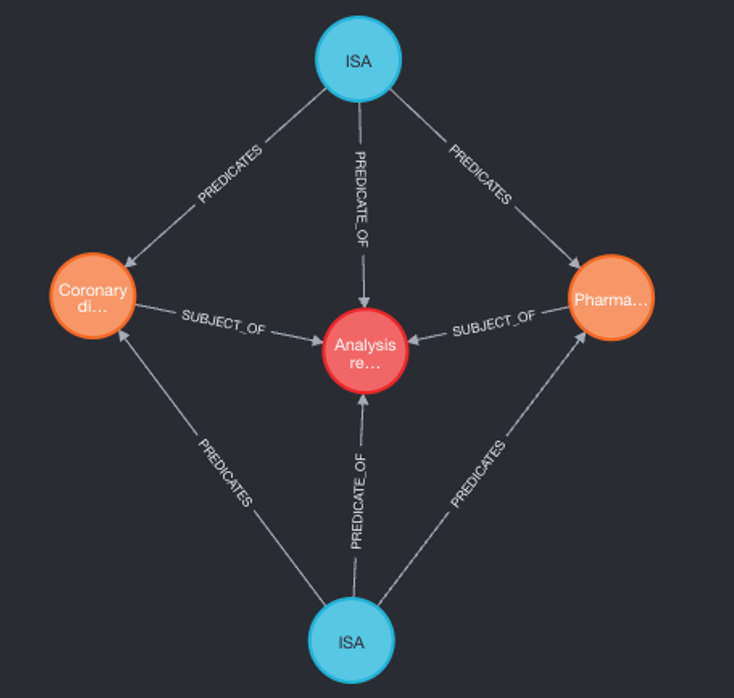 ISA
PREDICATES
PREDICATE_OF
PREDICATES
Coronary
di...
SUBJECT_OF
Analysis
re...
SUBJECT_OF
Pharma...
PREDICATES
PREDICATE_OF
PREDICATES
ISA